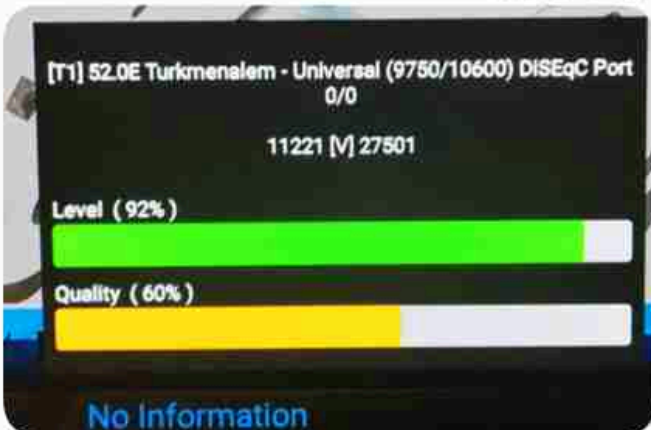 [T1] 52.0E Turkmenalem - Universal (9750/10600) DiSEqC Port
0/0
11221 [V] 27501
Level ( 92% )
Quality ( 60% )
No Information